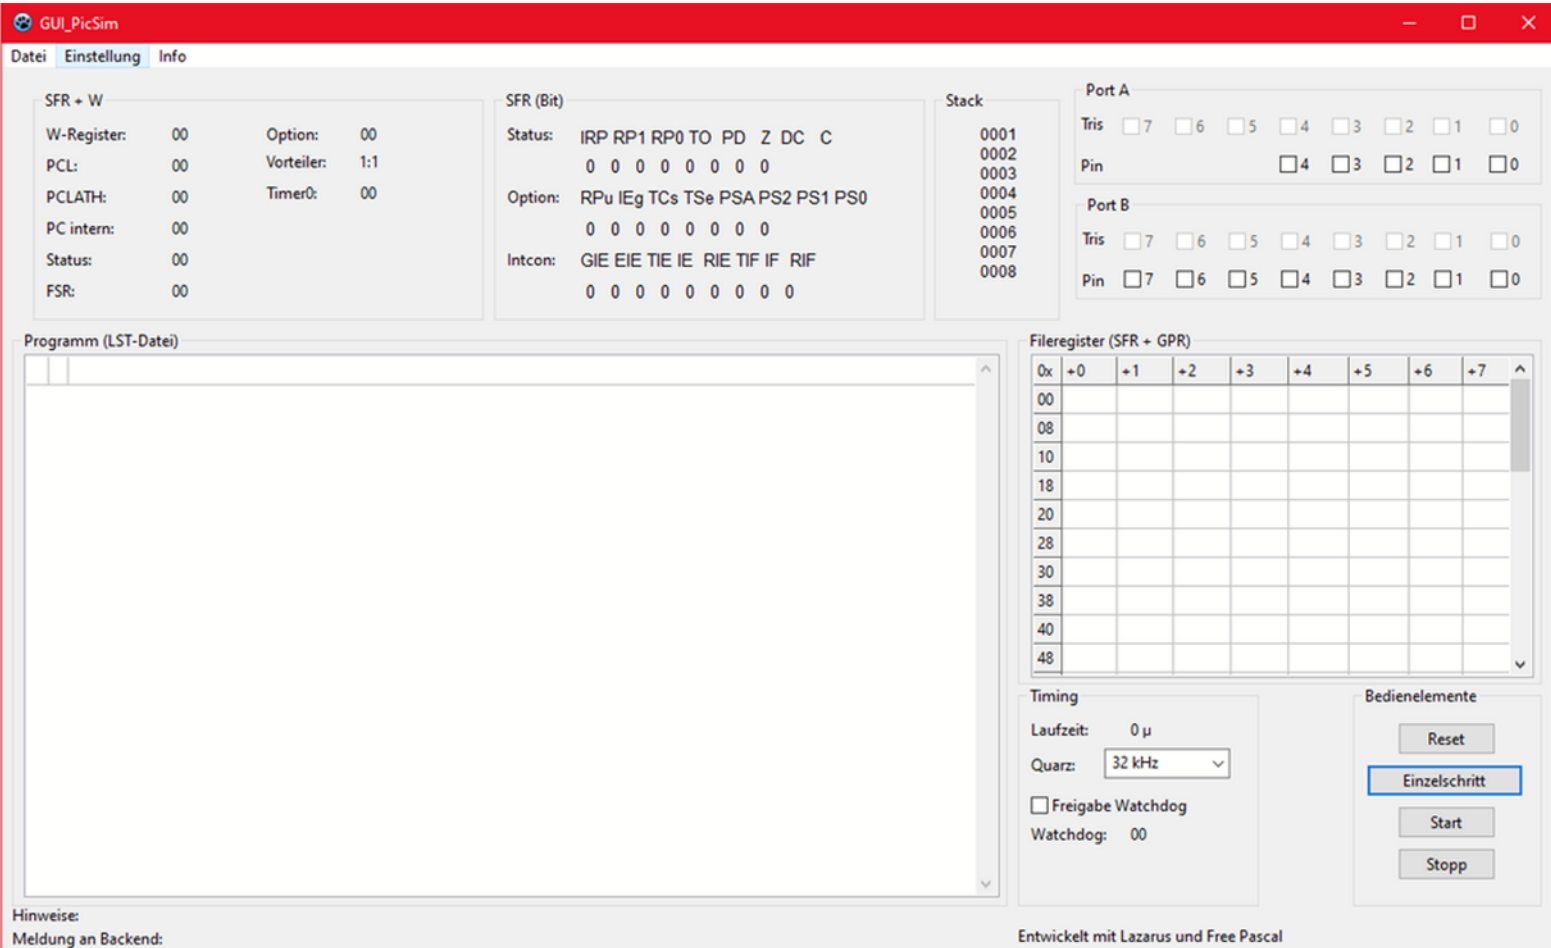 GUI_PicSim
Datei Einstellung Info
SFR + W
W-Register: 00 Option: 00
PCL: 00 Vorteiler: 1:1
PCLATH: 00 Timer0: 00
PC intern: 00
Status: 00
FSR: 00
SFR (Bit)
Status: IRP RP1 RP0 TO PD Z DC C
0 0 0 0 0 0 0 0
Option: RPu IEg TCs TSe PSA PS2 PS1 PS0
0 0 0 0 0 0 0 0
Intcon: GIE EIE TIE IE RIE TIF IF RIF
0 0 0 0 0 0 0 0 0
Stack
0001
0002
0003
0004
0005
0006
0007
0008
Port A
Tris 7 6 5 4 3 2 1 0
Pin 4 3 2 1 0
Port B
Tris 7 6 5 4 3 2 1 0
Pin 7 6 5 4 3 2 1 0
Programm (LST-Datei)
Fileregister (SFR + GPR)
0x +0 +1 +2 +3 +4 +5 +6 +7
00
08
10
18
20
28
30
38
40
48
Timing
Laufzeit: 0 µ
Quarz: 32 kHz
Freigabe Watchdog
Watchdog: 00
Bedienelemente
Reset
Einzelschritt
Start
Stopp
Hinweise:
Meldung an Backend:
Entwickelt mit Lazarus und Free Pascal